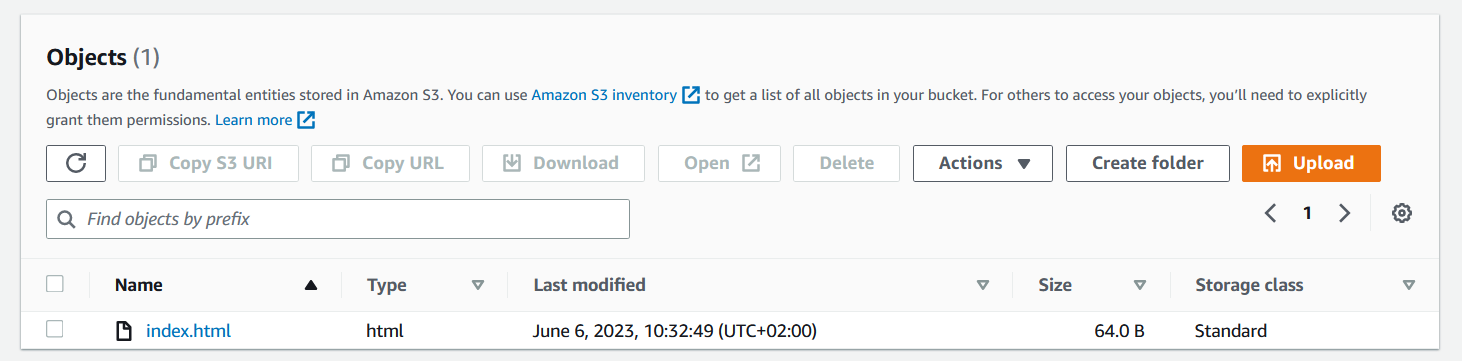 Objects (1)
Objects are the fundamental entities stored in Amazon S3. You can use Amazon S3 inventory to get a list of all objects in your bucket. For others to access your objects, you’ll need to explicitly
grant them permissions. Learn more
Copy S3 URI Copy URL Download Open Delete Actions Create folder Upload
Find objects by prefix 1
Name Type Last modified Size Storage class
index.html html June 6, 2023, 10:32:49 (UTC+02:00) 64.0 B Standard